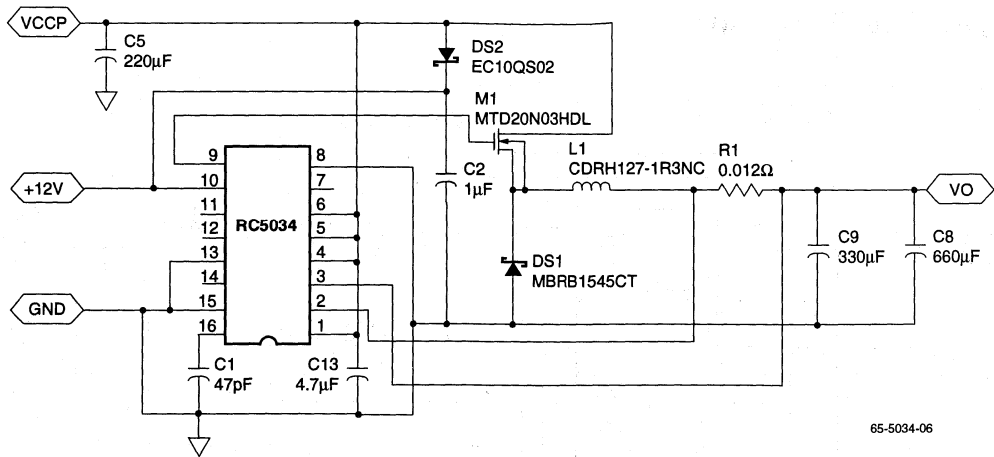 VCCP
C5
220µF
DS2
EC10QS02
M1
MTD20N03HDL
L1
CDRH127-1R3NC
R1
0.012Ω
+12V
9
10
11
12
13
14
15
16
RC5034
8
7
6
5
4
3
2
1
C2
1µF
VO
DS1
MBRB1545CT
C9
330µF
C8
660µF
GND
C1
47pF
C13
4.7µF
65-5034-06